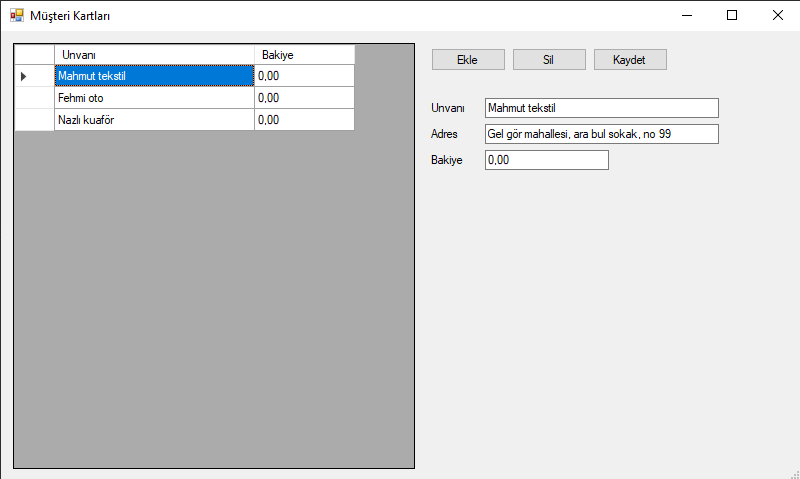 Müşteri Kartları
Unvanı Bakiye
Mahmut tekstil 0,00
Fehmi oto 0,00
Nazlı kuaför 0,00
Ekle Sil Kaydet
Unvanı Mahmut tekstil
Adres Gel gör mahallesi, ara bul sokak, no 99
Bakiye 0,00